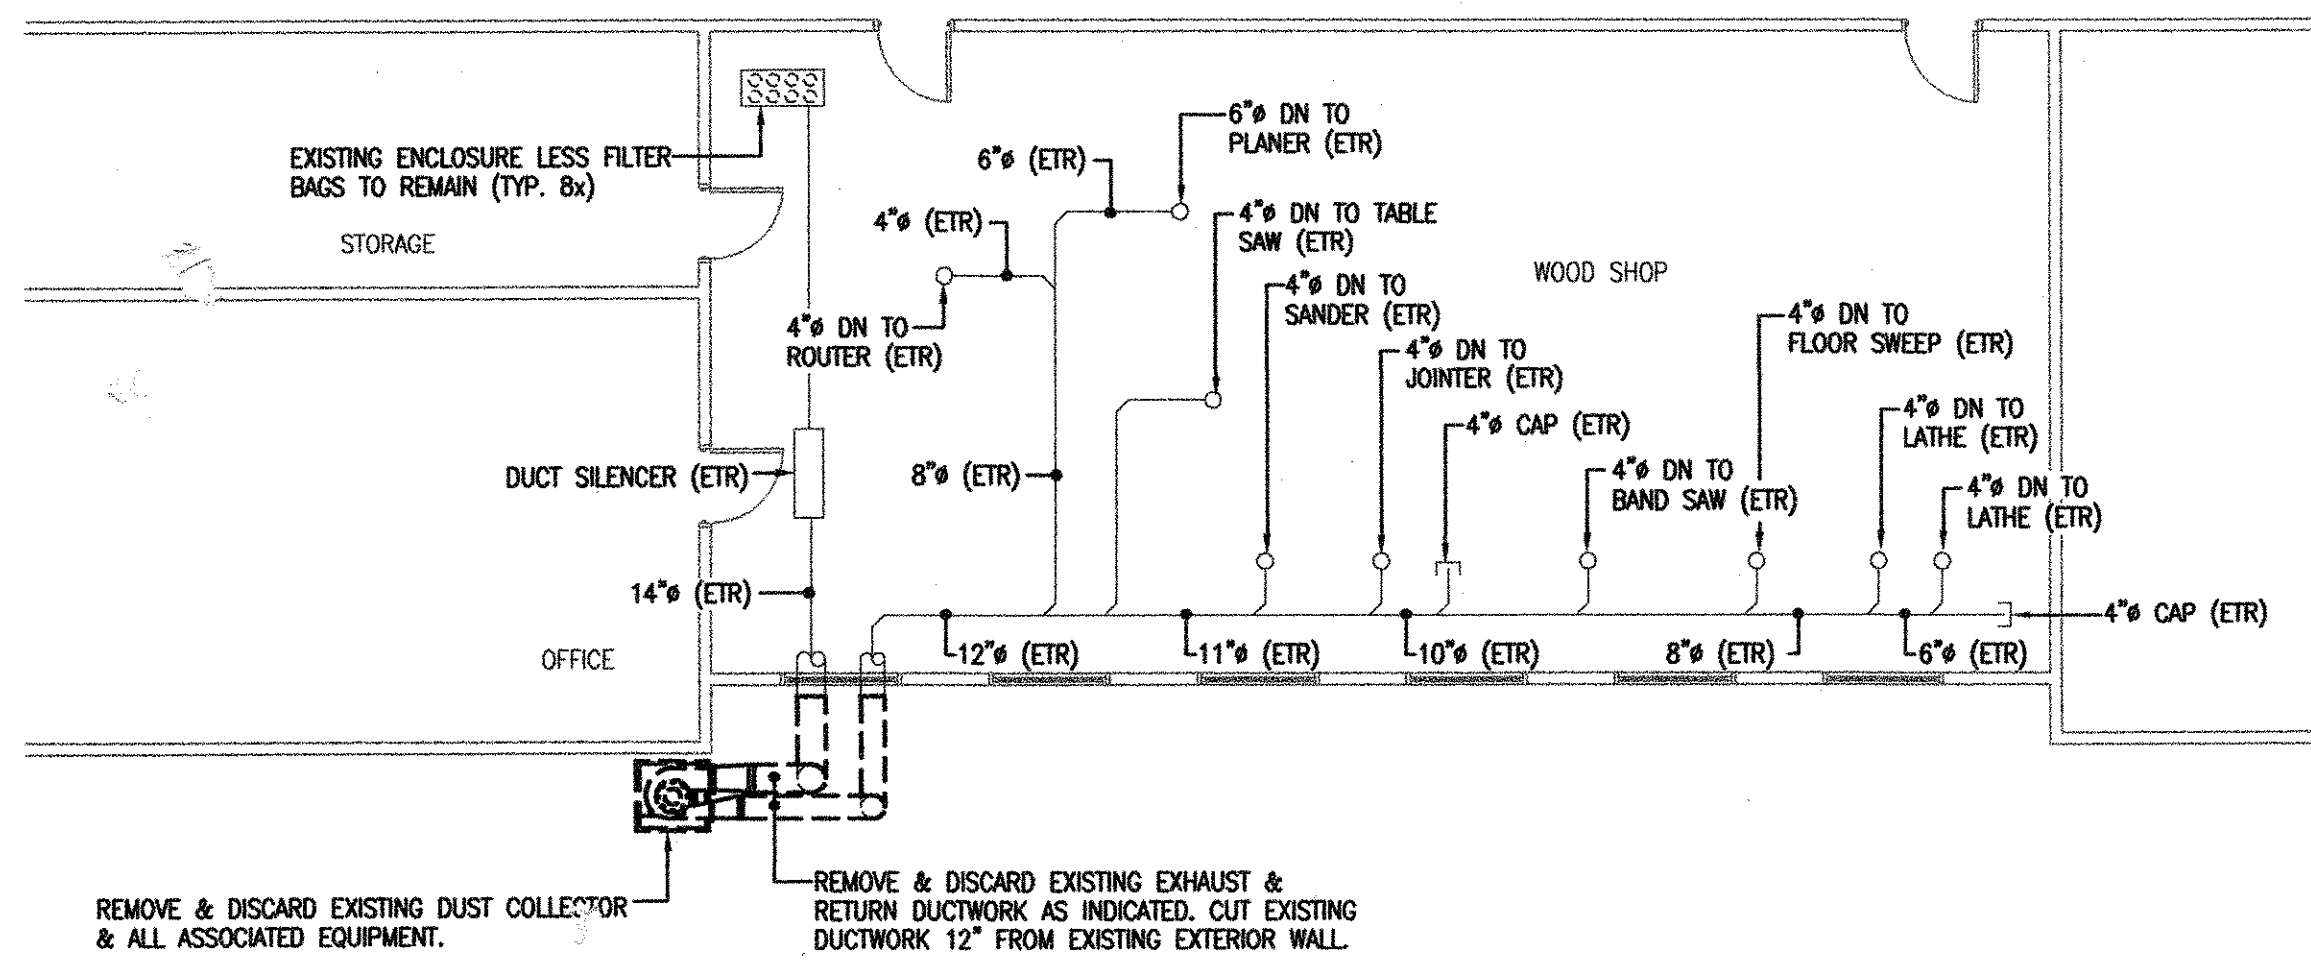 6"ø DN TO
PLANER (ETR)
EXISTING ENCLOSURE LESS FILTER
BAGS TO REMAIN (TYP. 8x)
6"ø (ETR)
4"ø (ETR)
4"ø DN TO TABLE
SAW (ETR)
STORAGE
WOOD SHOP
4"ø DN TO
SANDER (ETR)
4"ø DN TO
ROUTER (ETR)
4"ø DN TO
FLOOR SWEEP (ETR)
4"ø DN TO
JOINTER (ETR)
4"ø CAP (ETR)
4"ø DN TO
LATHE (ETR)
DUCT SILENCER (ETR)
8"ø (ETR)
4"ø DN TO
BAND SAW (ETR)
4"ø DN TO
LATHE (ETR)
14"ø (ETR)
4"ø CAP (ETR)
OFFICE
12"ø (ETR)
11"ø (ETR)
10"ø (ETR)
8"ø (ETR)
6"ø (ETR)
REMOVE & DISCARD EXISTING DUST COLLECTOR
& ALL ASSOCIATED EQUIPMENT.
REMOVE & DISCARD EXISTING EXHAUST &
RETURN DUCTWORK AS INDICATED. CUT EXISTING
DUCTWORK 12" FROM EXISTING EXTERIOR WALL.